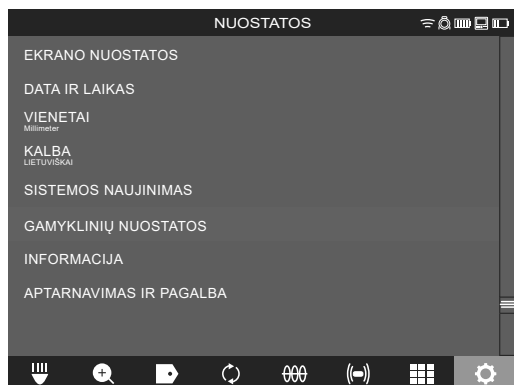 NUOSTATOS
EKRANO NUOSTATOS
DATA IR LAIKAS
VIENETAI
Millimeter
KALBA
LIETUVIŠKAI
SISTEMOS NAUJINIMAS
GAMYKLINIŲ NUOSTATOS
INFORMACIJA
APTARNAVIMAS IR PAGALBA